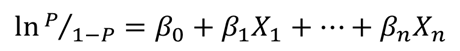 ln P/1−P = β₀ + β₁X₁ + ⋯ + βₙXₙ